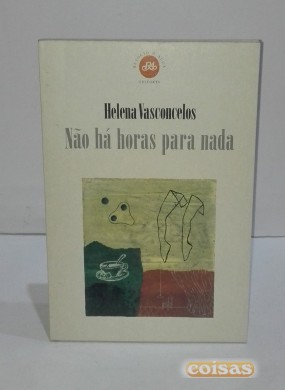 Helena Vasconcelos
Não há horas para nada
coisas